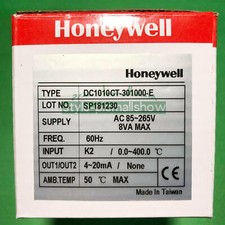 Honeywell
Honeywell
TYPE DC1010CT-301000-E
LOT NO. SP181230
SUPPLY AC 85~265V
8VA MAX
FREQ. 60Hz
INPUT K2 / 0.0~400.0 °C
OUT1/OUT2 4~20mA / None
AMB.TEMP 50 °C MAX
Made in Taiwan